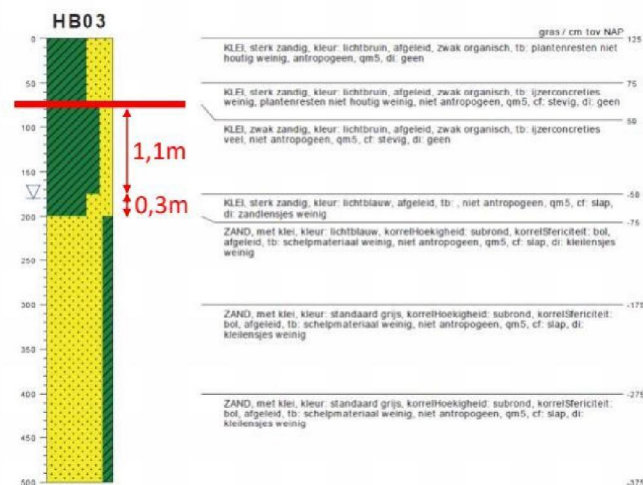 HB03
gras / cm tov NAP
0
125
KLEI, sterk zandig, kleur: lichtbruin, afgeleid, zwak organisch, tb: plantenresten niet
houtig weinig, antropogeen, qm5, di: geen
50
75
KLEI, sterk zandig, kleur: lichtbruin, afgeleid, zwak organisch, tb: ijzerconcreties
weinig, plantenresten niet houtig weinig, niet antropogeen, qm5, cf: stevig, di: geen
50
100
KLEI, zwak zandig, kleur: lichtbruin, afgeleid, zwak organisch, tb: ijzerconcreties
veel, niet antropogeen, qm5, cf: stevig, di: geen
1,1m
150
-50
KLEI, sterk zandig, kleur: lichtblauw, afgeleid, tb: , niet antropogeen, qm5, cf: slap,
di: zandlensjes weinig
0,3m
200
-75
ZAND, met klei, kleur: lichtblauw, korrelHoekigheid: subrond, korrelSfericiteit: bol,
afgeleid, tb: schelpmateriaal weinig, niet antropogeen, qm5, cf: slap, di: kleilensjes
weinig
250
300
-175
ZAND, met klei, kleur: standaard grijs, korrelHoekigheid: subrond, korrelSfericiteit:
bol, afgeleid, tb: schelpmateriaal weinig, niet antropogeen, qm5, cf: slap, di:
kleilensjes weinig
350
400
-275
ZAND, met klei, kleur: standaard grijs, korrelHoekigheid: subrond, korrelSfericiteit:
bol, afgeleid, tb: schelpmateriaal weinig, niet antropogeen, qm5, cf: slap, di:
kleilensjes weinig
450
500
-375